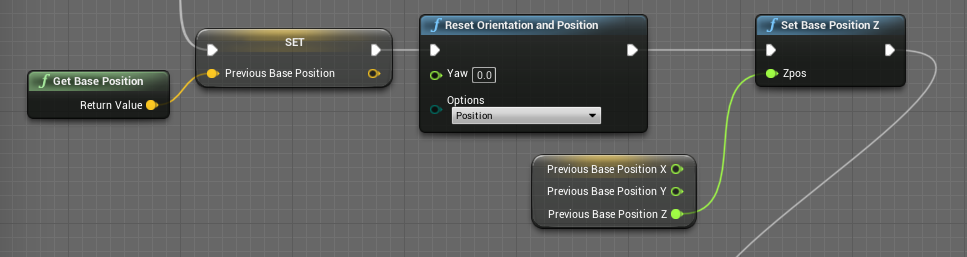 Get Base Position
Return Value
SET
Previous Base Position
f Reset Orientation and Position
Yaw 0.0
Options
Position
f Set Base Position Z
Zpos
Previous Base Position X
Previous Base Position Y
Previous Base Position Z